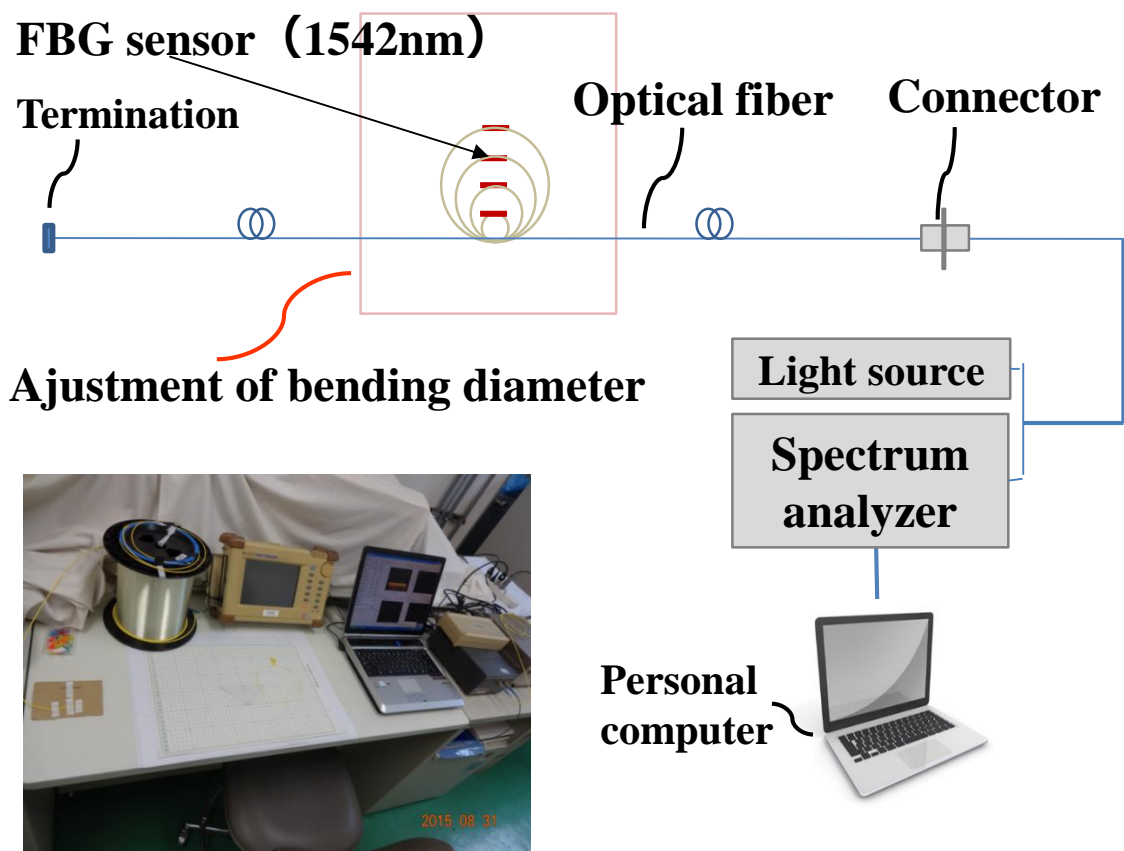 FBG sensor（1542nm）
Termination
Optical fiber
Connector
Ajustment of bending diameter
Light source
Spectrum
analyzer
Personal
computer
2015 08 31